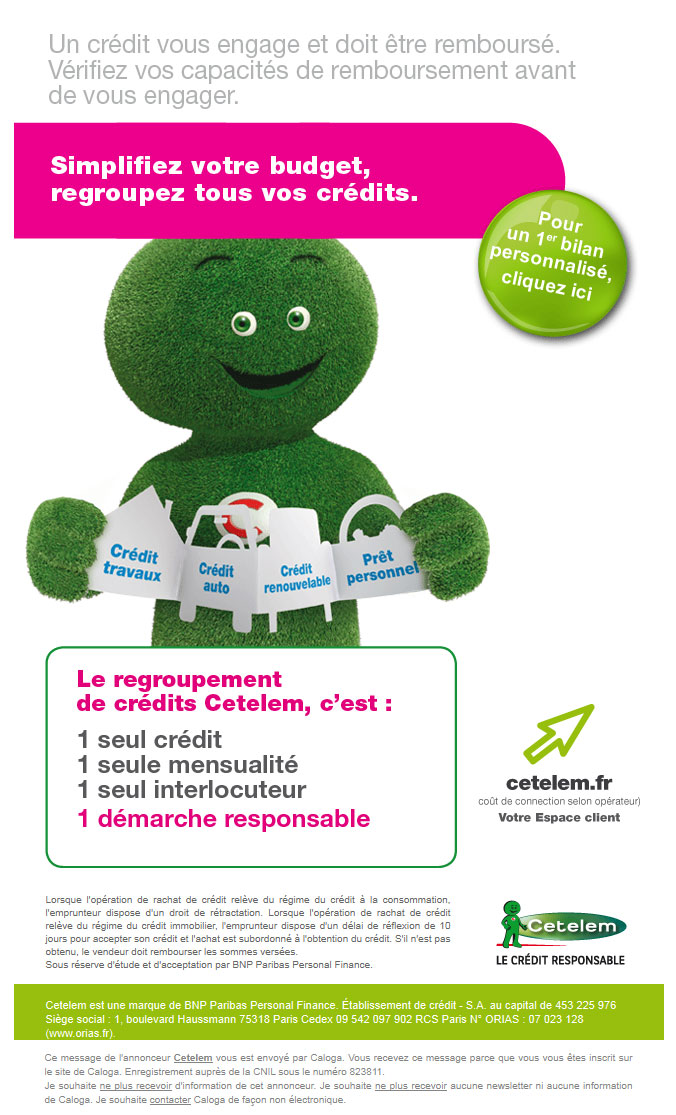 Un crédit vous engage et doit être remboursé.
Vérifiez vos capacités de remboursement avant
de vous engager.
Simplifiez votre budget,
regroupez tous vos crédits.
Pour
un 1er bilan
personnalisé,
cliquez ici
Crédit
travaux
Crédit
auto
Crédit
renouvelable
Prêt
personnel
Le regroupement
de crédits Cetelem, c'est :
1 seul crédit
1 seule mensualité
1 seul interlocuteur
1 démarche responsable
cetelem.fr
coût de connection selon opérateur)
Votre Espace client
Lorsque l'opération de rachat de crédit relève du régime du crédit à la consommation,
l'emprunteur dispose d'un droit de rétractation. Lorsque l'opération de rachat de crédit
relève du régime du crédit immobilier, l'emprunteur dispose d'un délai de réflexion de 10
jours pour accepter son crédit et l'achat est subordonné à l'obtention du crédit. S'il n'est pas
obtenu, le vendeur doit rembourser les sommes versées.
Sous réserve d'étude et d'acceptation par BNP Paribas Personal Finance.
Cetelem
LE CRÉDIT RESPONSABLE
Cetelem est une marque de BNP Paribas Personal Finance. Établissement de crédit - S.A. au capital de 453 225 976
Siège social : 1, boulevard Haussmann 75318 Paris Cedex 09 542 097 902 RCS Paris N° ORIAS : 07 023 128
(www.orias.fr).
Ce message de l'annonceur Cetelem vous est envoyé par Caloga. Vous recevez ce message parce que vous vous êtes inscrit sur
le site de Caloga. Enregistrement auprès de la CNIL sous le numéro 823811.
Je souhaite ne plus recevoir d'information de cet annonceur. Je souhaite ne plus recevoir aucune newsletter ni aucune information
de Caloga. Je souhaite contacter Caloga de façon non électronique.